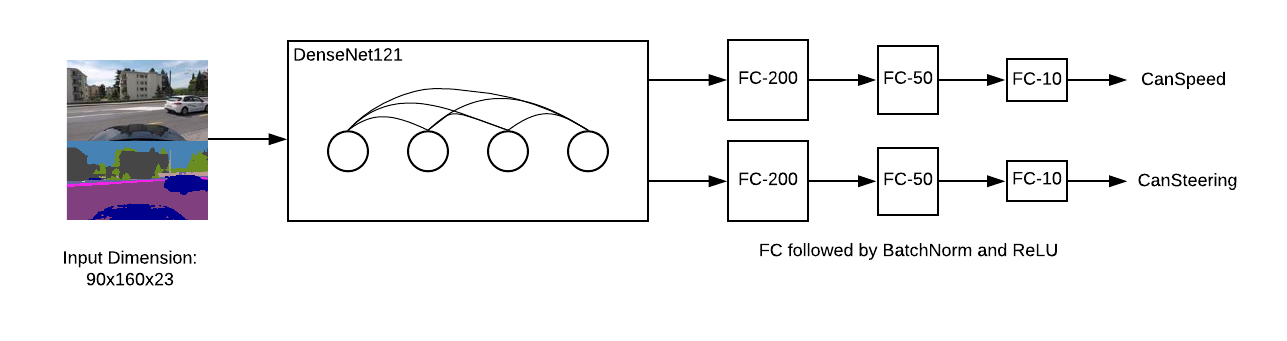 DenseNet121
FC-200
FC-50
FC-10
CanSpeed
FC-200
FC-50
FC-10
CanSteering
FC followed by BatchNorm and ReLU
Input Dimension:
90x160x23